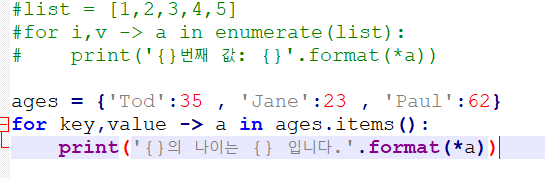 #list = [1,2,3,4,5]
#for i,v -> a in enumerate(list):
#    print('{}번째 값: {}'.format(*a))

ages = {'Tod':35 , 'Jane':23 , 'Paul':62}
for key,value -> a in ages.items():
    print('{}의 나이는 {} 입니다.'.format(*a))